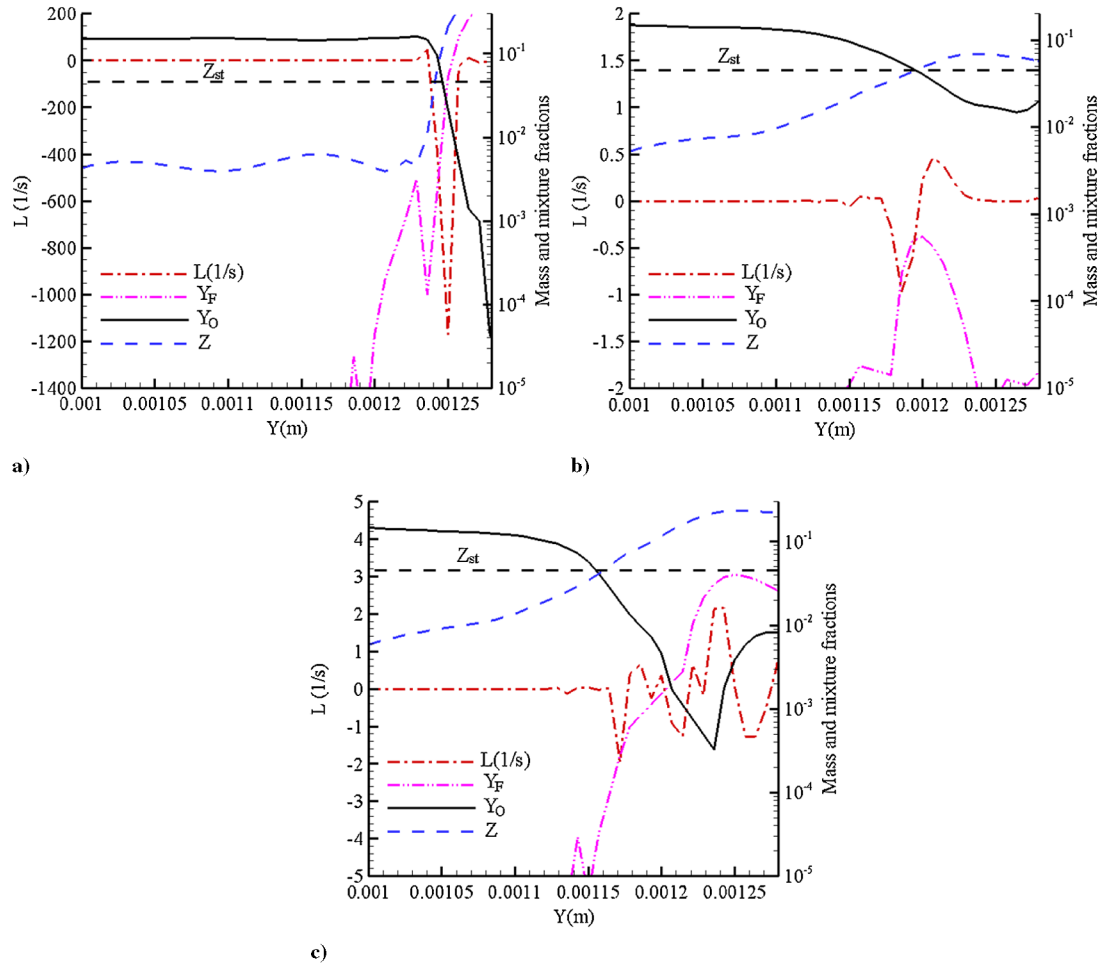 200
0
-200
-400
-600
-800
-1000
-1200
-1400
L (1/s)
Z_st
L(1/s)
Y_F
Y_O
Z
10^-1
10^-2
10^-3
10^-4
10^-5
Mass and mixture fractions
0.001 0.00105 0.0011 0.00115 0.0012 0.00125
Y(m)
a)
2
1.5
2
1
0.5
0
-0.5
-1
1.5
-2
L (1/s)
Z_st
L(1/s)
Y_F
Y_O
Z
10^-1
10^-2
10^-3
10^-4
10^-5
Mass and mixture fractions
0.001 0.00105 0.0011 0.00115 0.0012 0.00125
Y(m)
b)
5
4
3
2
1
0
-1
-2
-3
-4
-5
L (1/s)
Z_st
L(1/s)
Y_F
Y_O
Z
10^-1
10^-2
10^-3
10^-4
10^-5
Mass and mixture fractions
0.001 0.00105 0.0011 0.00115 0.0012 0.00125
Y(m)
c)